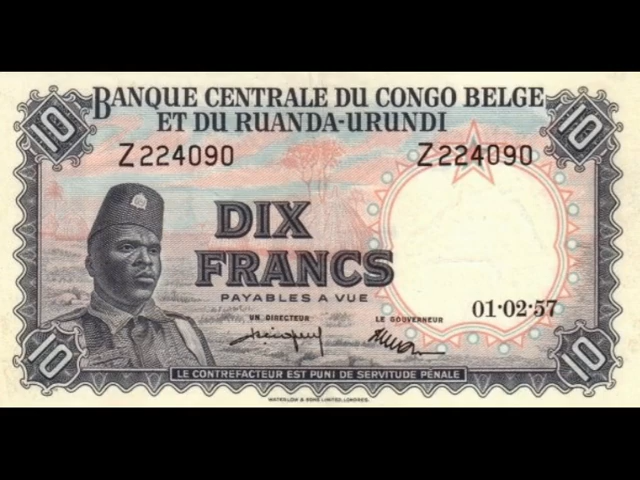 BANQUE CENTRALE DU CONGO BELGE
ET DU RUANDA-URUNDI
Z224090 Z224090
10 10
DIX
FRANCS
PAYABLES A VUE
UN DIRECTEUR LE GOUVERNEUR
01·02·57
10 10
LE CONTREFACTEUR EST PUNI DE SERVITUDE PÉNALE
WATERLOW & SONS LIMITED, LONDRES.